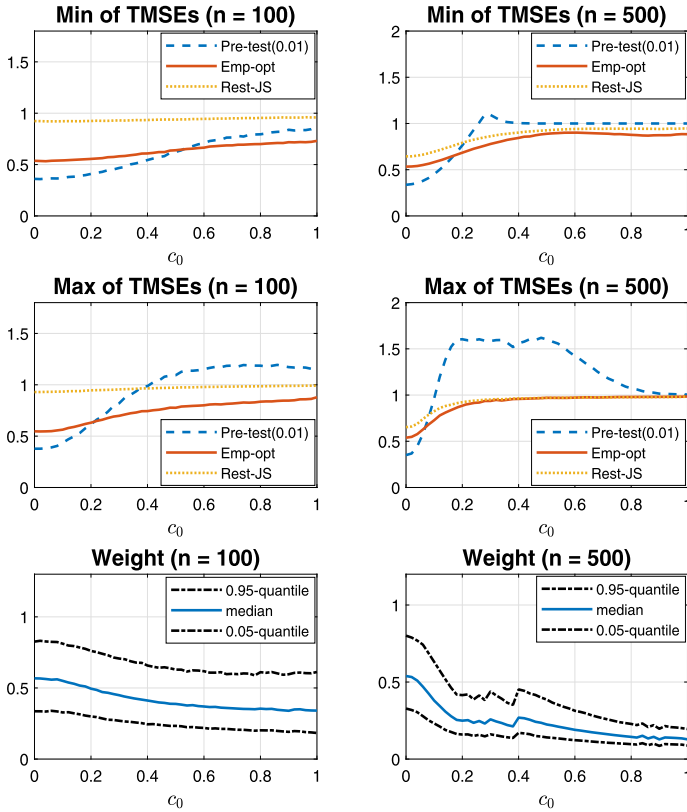 Min of TMSEs (n = 100)
1.5
1
0.5
0
Pre-test(0.01)
Emp-opt
Rest-JS
0 0.2 0.4 0.6 0.8 1
c0
Min of TMSEs (n = 500)
2
1.5
1
0.5
0
Pre-test(0.01)
Emp-opt
Rest-JS
0 0.2 0.4 0.6 0.8 1
c0
Max of TMSEs (n = 100)
1.5
1
0.5
0
Pre-test(0.01)
Emp-opt
Rest-JS
0 0.2 0.4 0.6 0.8 1
c0
Max of TMSEs (n = 500)
2
1.5
1
0.5
0
Pre-test(0.01)
Emp-opt
Rest-JS
0 0.2 0.4 0.6 0.8 1
c0
Weight (n = 100)
1
0.5
0
0.95-quantile
median
0.05-quantile
0 0.2 0.4 0.6 0.8 1
c0
Weight (n = 500)
1
0.5
0
0.95-quantile
median
0.05-quantile
0 0.2 0.4 0.6 0.8 1
c0